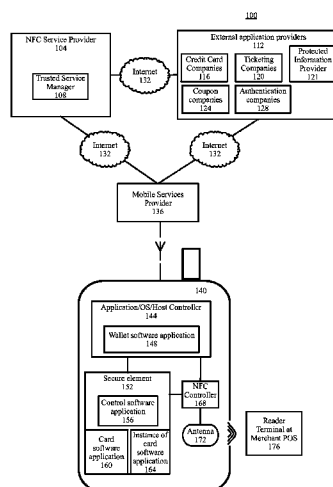 100
NFC Service Provider
104
Trusted Service
Manager
108
Internet
132
External application providers
112
Credit Card
Companies
116
Ticketing
Companies
120
Protected
Information
Provider
121
Coupon
companies
124
Authentication
companies
128
Internet
132
Internet
132
Mobile Services
Provider
136
140
Application/OS/Host Controller
144
Wallet software application
148
Secure element
152
Control software
application
156
Card
software
application
160
Instance of
card
software
application
164
NFC
Controller
168
Antenna
172
Reader
Terminal at
Merchant POS
176